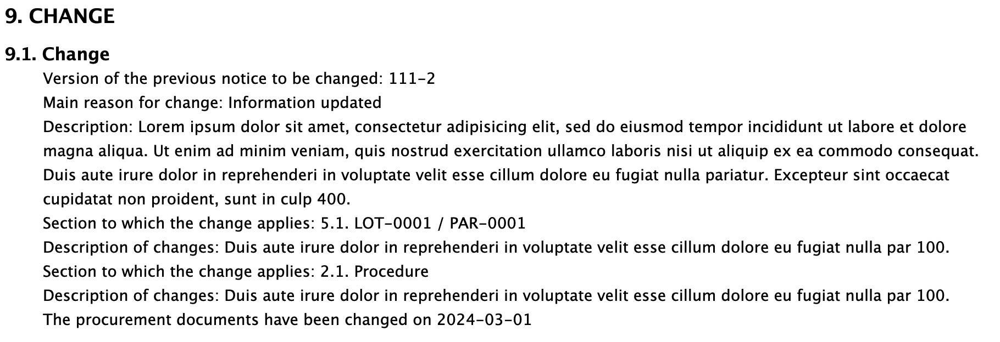 9. CHANGE
9.1. Change
Version of the previous notice to be changed: 111-2
Main reason for change: Information updated
Description: Lorem ipsum dolor sit amet, consectetur adipisicing elit, sed do eiusmod tempor incididunt ut labore et dolore
magna aliqua. Ut enim ad minim veniam, quis nostrud exercitation ullamco laboris nisi ut aliquip ex ea commodo consequat.
Duis aute irure dolor in reprehenderi in voluptate velit esse cillum dolore eu fugiat nulla pariatur. Excepteur sint occaecat
cupidatat non proident, sunt in culp 400.
Section to which the change applies: 5.1. LOT-0001 / PAR-0001
Description of changes: Duis aute irure dolor in reprehenderi in voluptate velit esse cillum dolore eu fugiat nulla par 100.
Section to which the change applies: 2.1. Procedure
Description of changes: Duis aute irure dolor in reprehenderi in voluptate velit esse cillum dolore eu fugiat nulla par 100.
The procurement documents have been changed on 2024-03-01